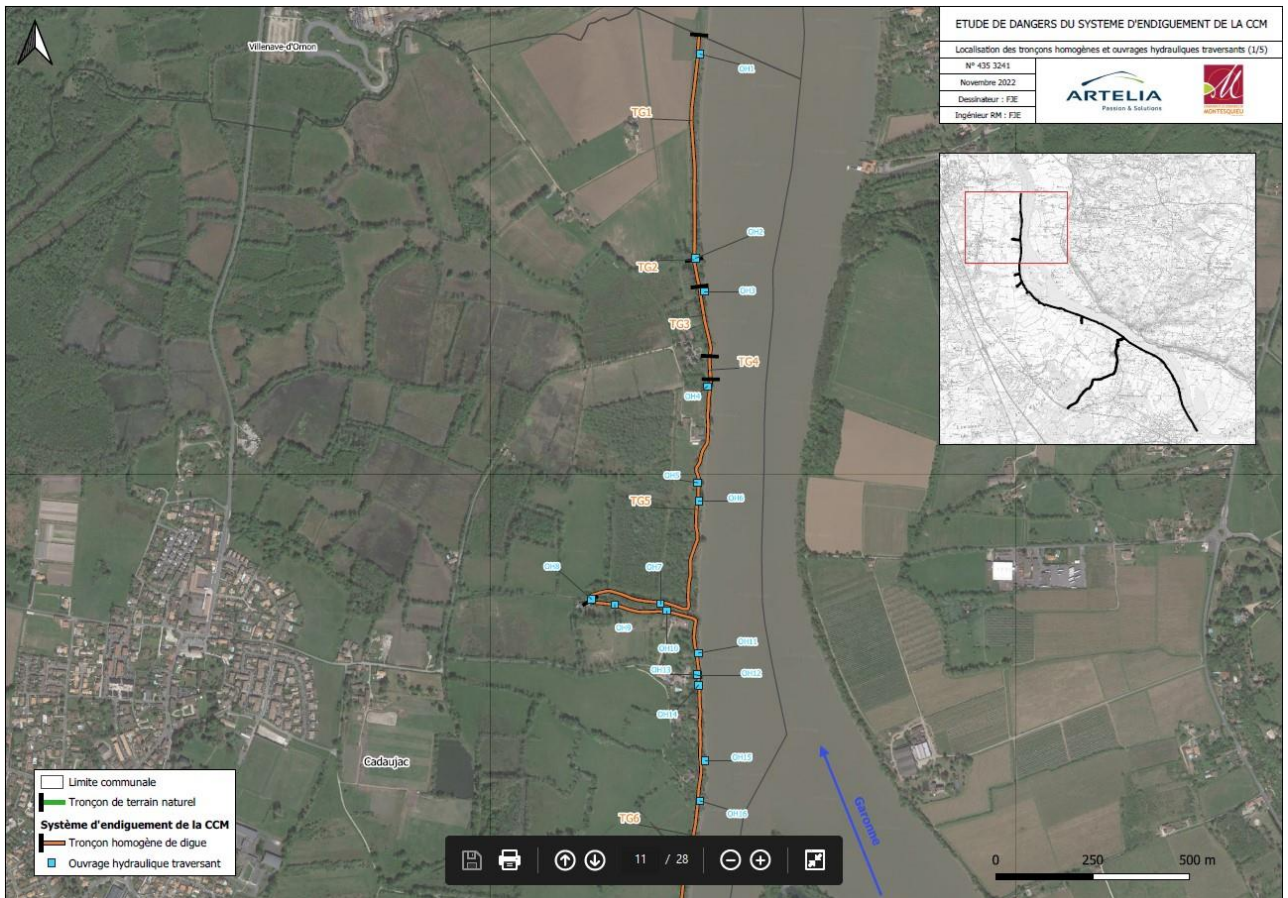 ETUDE DE DANGERS DU SYSTEME D'ENDIGUEMENT DE LA CCM
Localisation des tronçons homogènes et ouvrages hydrauliques traversants (1/5)
N° 435 3241
Novembre 2022
Dessinateur : FJE
Ingénieur RM : FJE
ARTELIA
Passion & Solutions
MONTESQUIEU
Villenave-d'Ornon
OH1
TG1
OH2
TG2
OH3
TG3
TG4
OH4
OH5
TG5
OH6
OH8
OH7
OH9
OH10
OH11
OH13
OH12
OH14
Cadaujac
OH15
OH16
TG6
Garonne
Limite communale
Tronçon de terrain naturel
Système d'endiguement de la CCM
Tronçon homogène de digue
Ouvrage hydraulique traversant
11 / 28
0 250 500 m